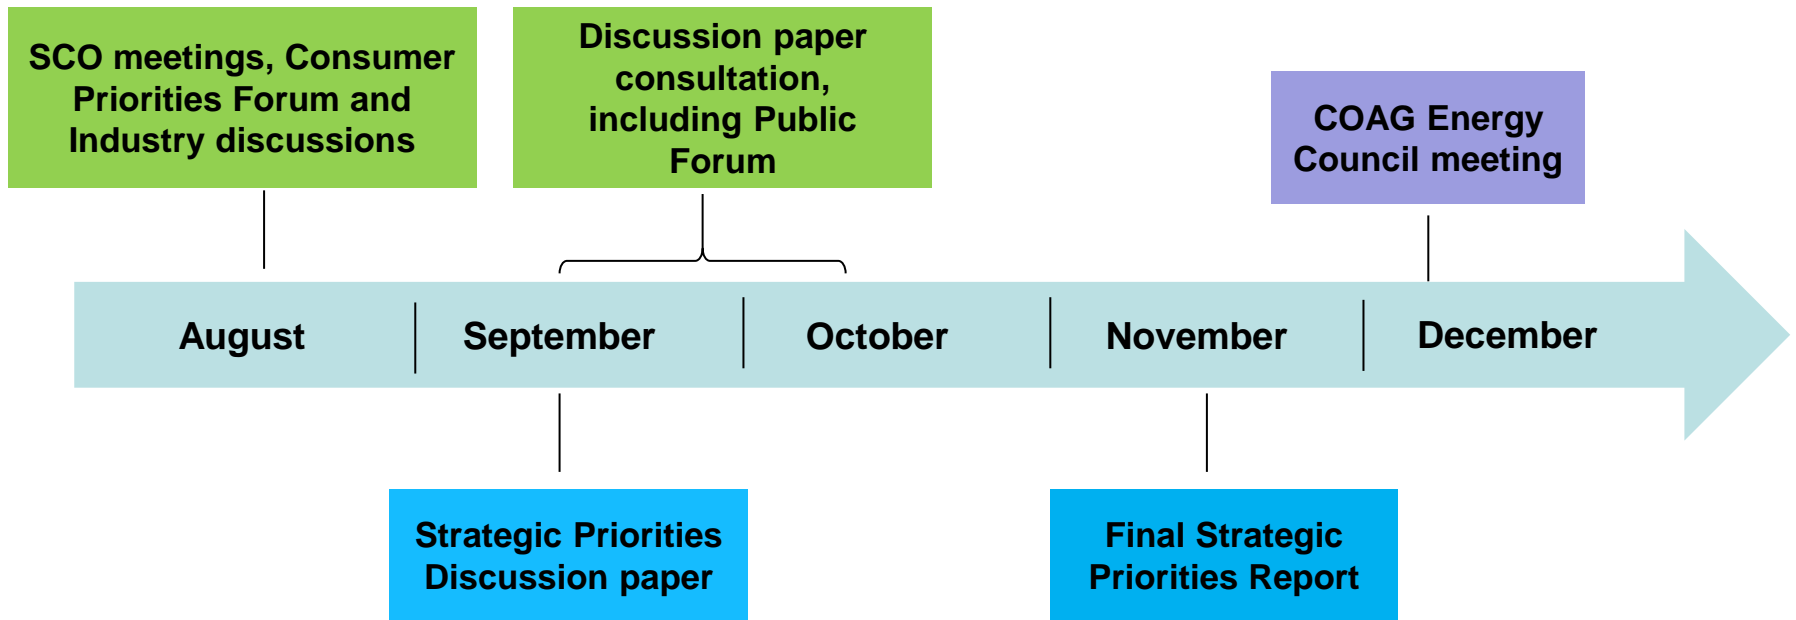 SCO meetings, Consumer
Priorities Forum and
Industry discussions
Discussion paper
consultation,
including Public
Forum
COAG Energy
Council meeting
August
September
October
November
December
Strategic Priorities
Discussion paper
Final Strategic
Priorities Report